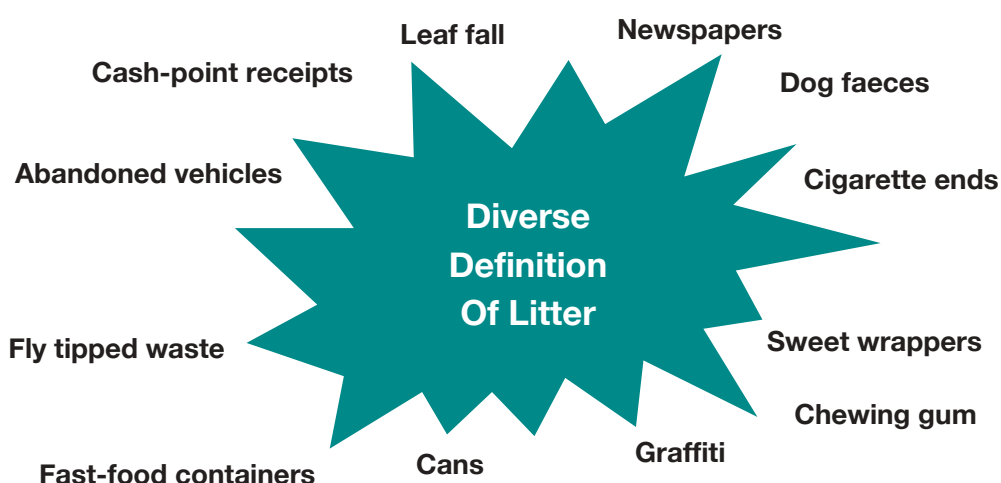 Leaf fall
Newspapers
Cash-point receipts
Dog faeces
Abandoned vehicles
Cigarette ends
Diverse
Definition
Of Litter
Fly tipped waste
Sweet wrappers
Chewing gum
Graffiti
Cans
Fast-food containers